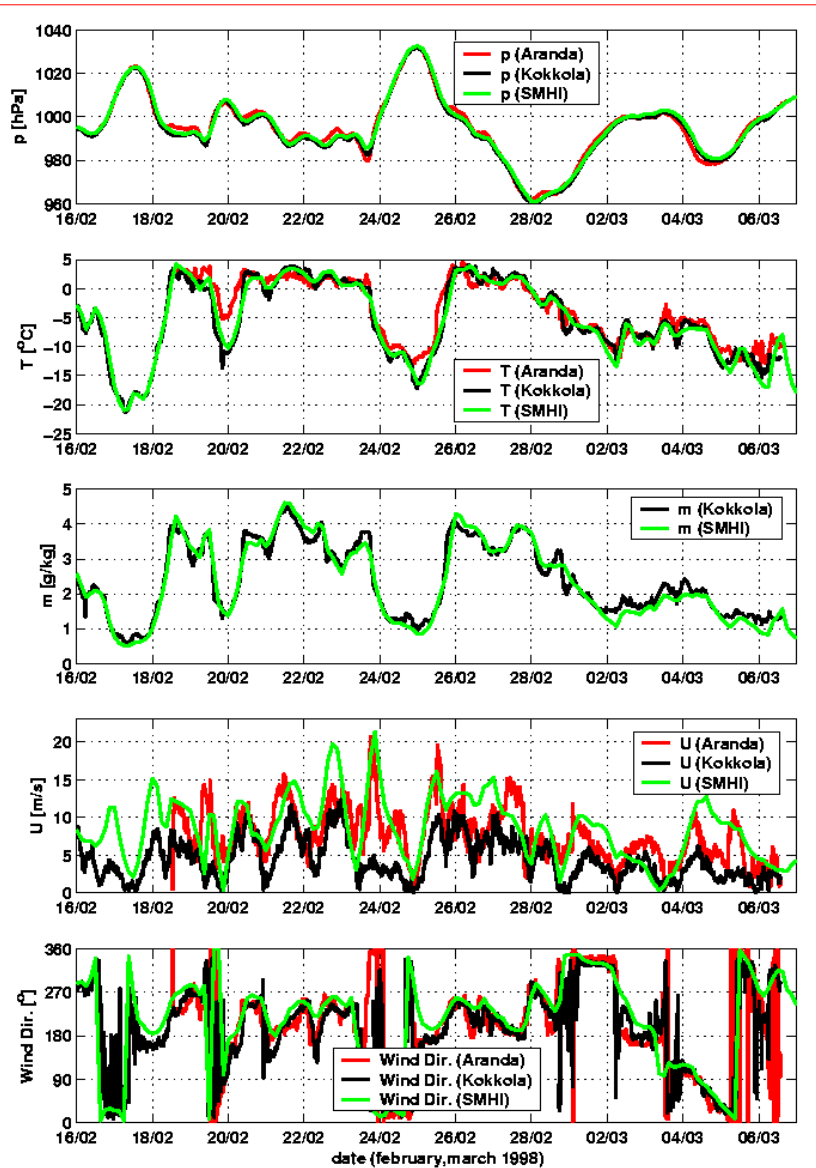 1040
1020
1000
980
960
p [hPa]
p (Aranda)
p (Kokkola)
p (SMHI)
16/02 18/02 20/02 22/02 24/02 26/02 28/02 02/03 04/03 06/03
5
0
−5
−10
−15
−20
−25
T [°C]
T (Aranda)
T (Kokkola)
T (SMHI)
16/02 18/02 20/02 22/02 24/02 26/02 28/02 02/03 04/03 06/03
5
4
3
2
1
0
m [g/kg]
m (Kokkola)
m (SMHI)
16/02 18/02 20/02 22/02 24/02 26/02 28/02 02/03 04/03 06/03
20
15
10
5
0
U [m/s]
U (Aranda)
U (Kokkola)
U (SMHI)
16/02 18/02 20/02 22/02 24/02 26/02 28/02 02/03 04/03 06/03
360
270
180
90
0
Wind Dir. [°]
Wind Dir. (Aranda)
Wind Dir. (Kokkola)
Wind Dir. (SMHI)
16/02 18/02 20/02 22/02 24/02 26/02 28/02 02/03 04/03 06/03
date (february,march 1998)